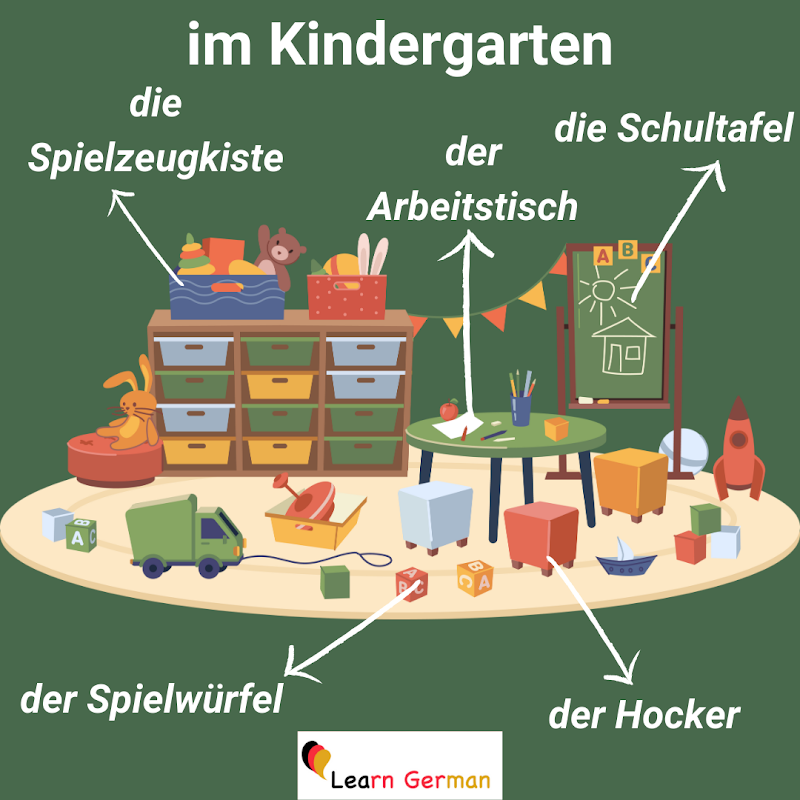 im Kindergarten
die
Spielzeugkiste
der
Arbeitstisch
die Schultafel
A B C
B
A C
A
B C
B A
der Spielwürfel
der Hocker
Learn German